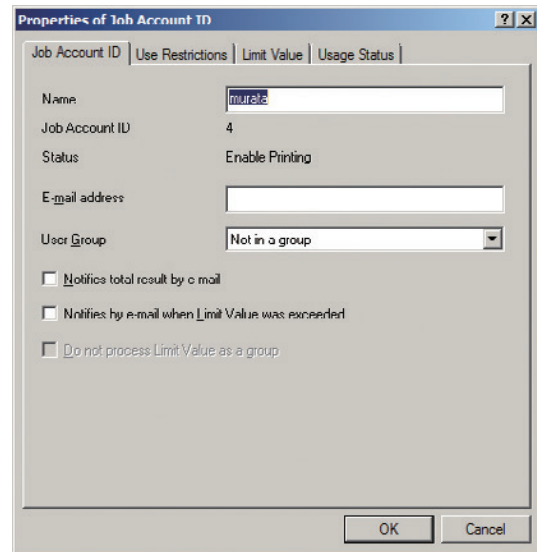 Properties of Job Account ID
Job Account ID Use Restrictions Limit Value Usage Status
Name murata
Job Account ID 4
Status Enable Printing
E-mail address
User Group Not in a group
Notifies total result by e-mail
Notifies by e-mail when Limit Value was exceeded
Do not process Limit Value as a group
OK Cancel